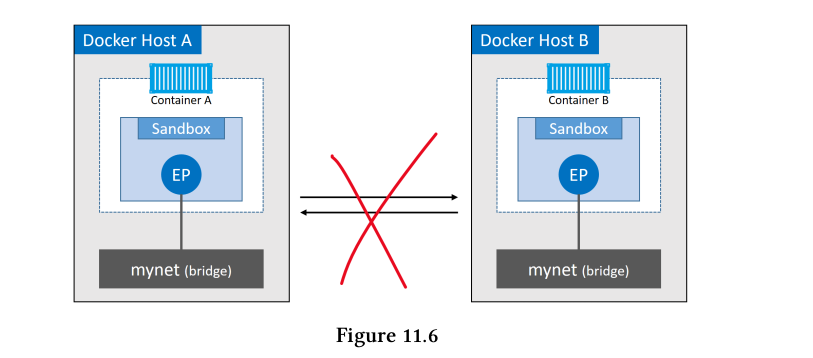 Docker Host A
Container A
Sandbox
EP
mynet (bridge)
Docker Host B
Container B
Sandbox
EP
mynet (bridge)
Figure 11.6